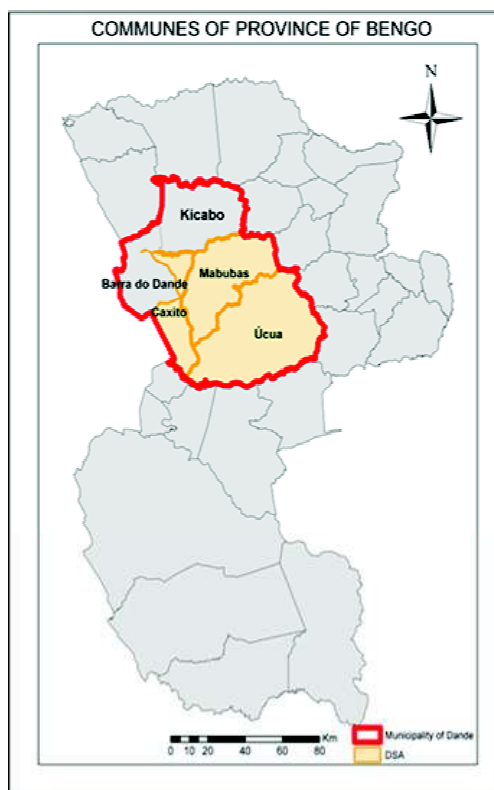 COMMUNES OF PROVINCE OF BENGO
N
Kicabo
Mabubas
Barra do Dande
Caxito
Úcua
Km
0 10 20 40 60 80
Municipality of Dande
DSA